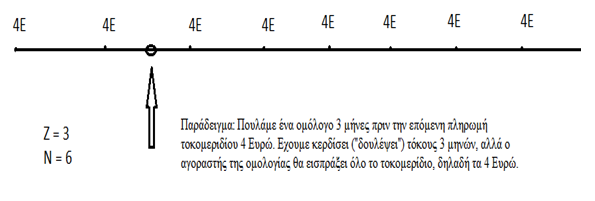 4E 4E 4E 4E 4E 4E 4E
Z = 3
N = 6
Παράδειγμα: Πουλάμε ένα ομόλογο 3 μήνες πριν την επόμενη πληρωμή
τοκομεριδίου 4 Ευρώ. Εχουμε κερδίσει ("δουλέψει") τόκους 3 μηνών, αλλά ο
αγοραστής της ομολογίας θα εισπράξει όλο το τοκομερίδιο, δηλαδή τα 4 Ευρώ.